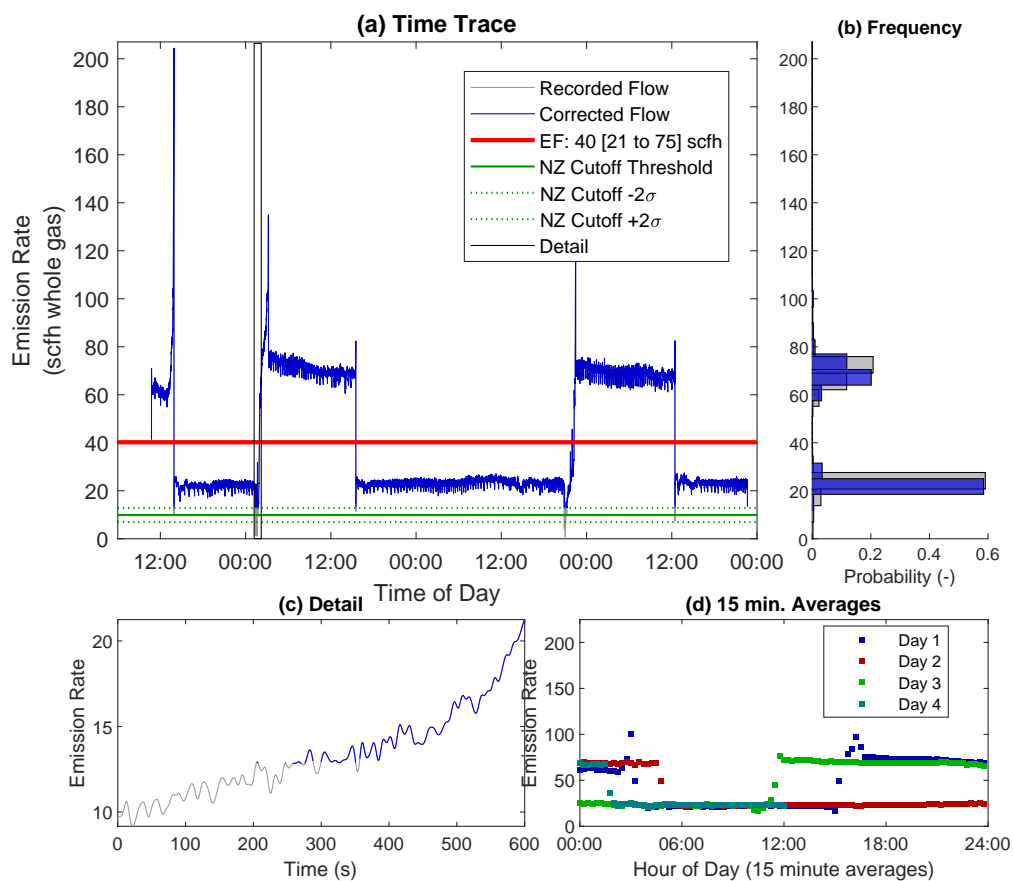 (a) Time Trace
(b) Frequency
Emission Rate
(scfh whole gas)
200
180
160
140
120
100
80
60
40
20
0
Recorded Flow
Corrected Flow
EF: 40 [21 to 75] scfh
NZ Cutoff Threshold
NZ Cutoff -2σ
NZ Cutoff +2σ
Detail
12:00 00:00 12:00 00:00 12:00 00:00 12:00 00:00
Time of Day
200
180
160
140
120
100
80
60
40
20
0
0 0.2 0.4 0.6
Probability (-)
(c) Detail
Emission Rate
20
15
10
0 100 200 300 400 500 600
Time (s)
(d) 15 min. Averages
Emission Rate
200
150
100
50
0
Day 1
Day 2
Day 3
Day 4
00:00 06:00 12:00 18:00 24:00
Hour of Day (15 minute averages)